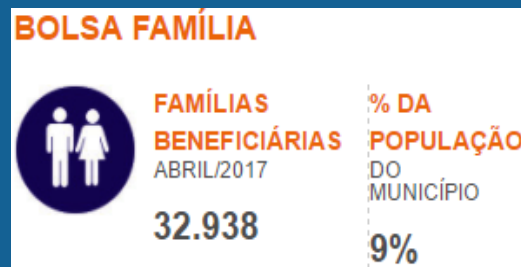 BOLSA FAMÍLIA
FAMÍLIAS
BENEFICIÁRIAS
ABRIL/2017
32.938
% DA
POPULAÇÃO
DO
MUNICÍPIO
9%